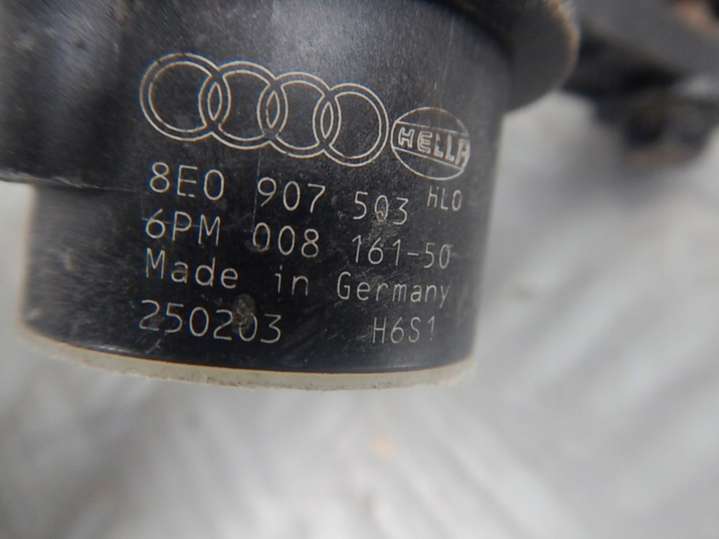 HELLA
8E0 907 503 HLO
6PM 008 161-50
Made in Germany
250203 H6S1